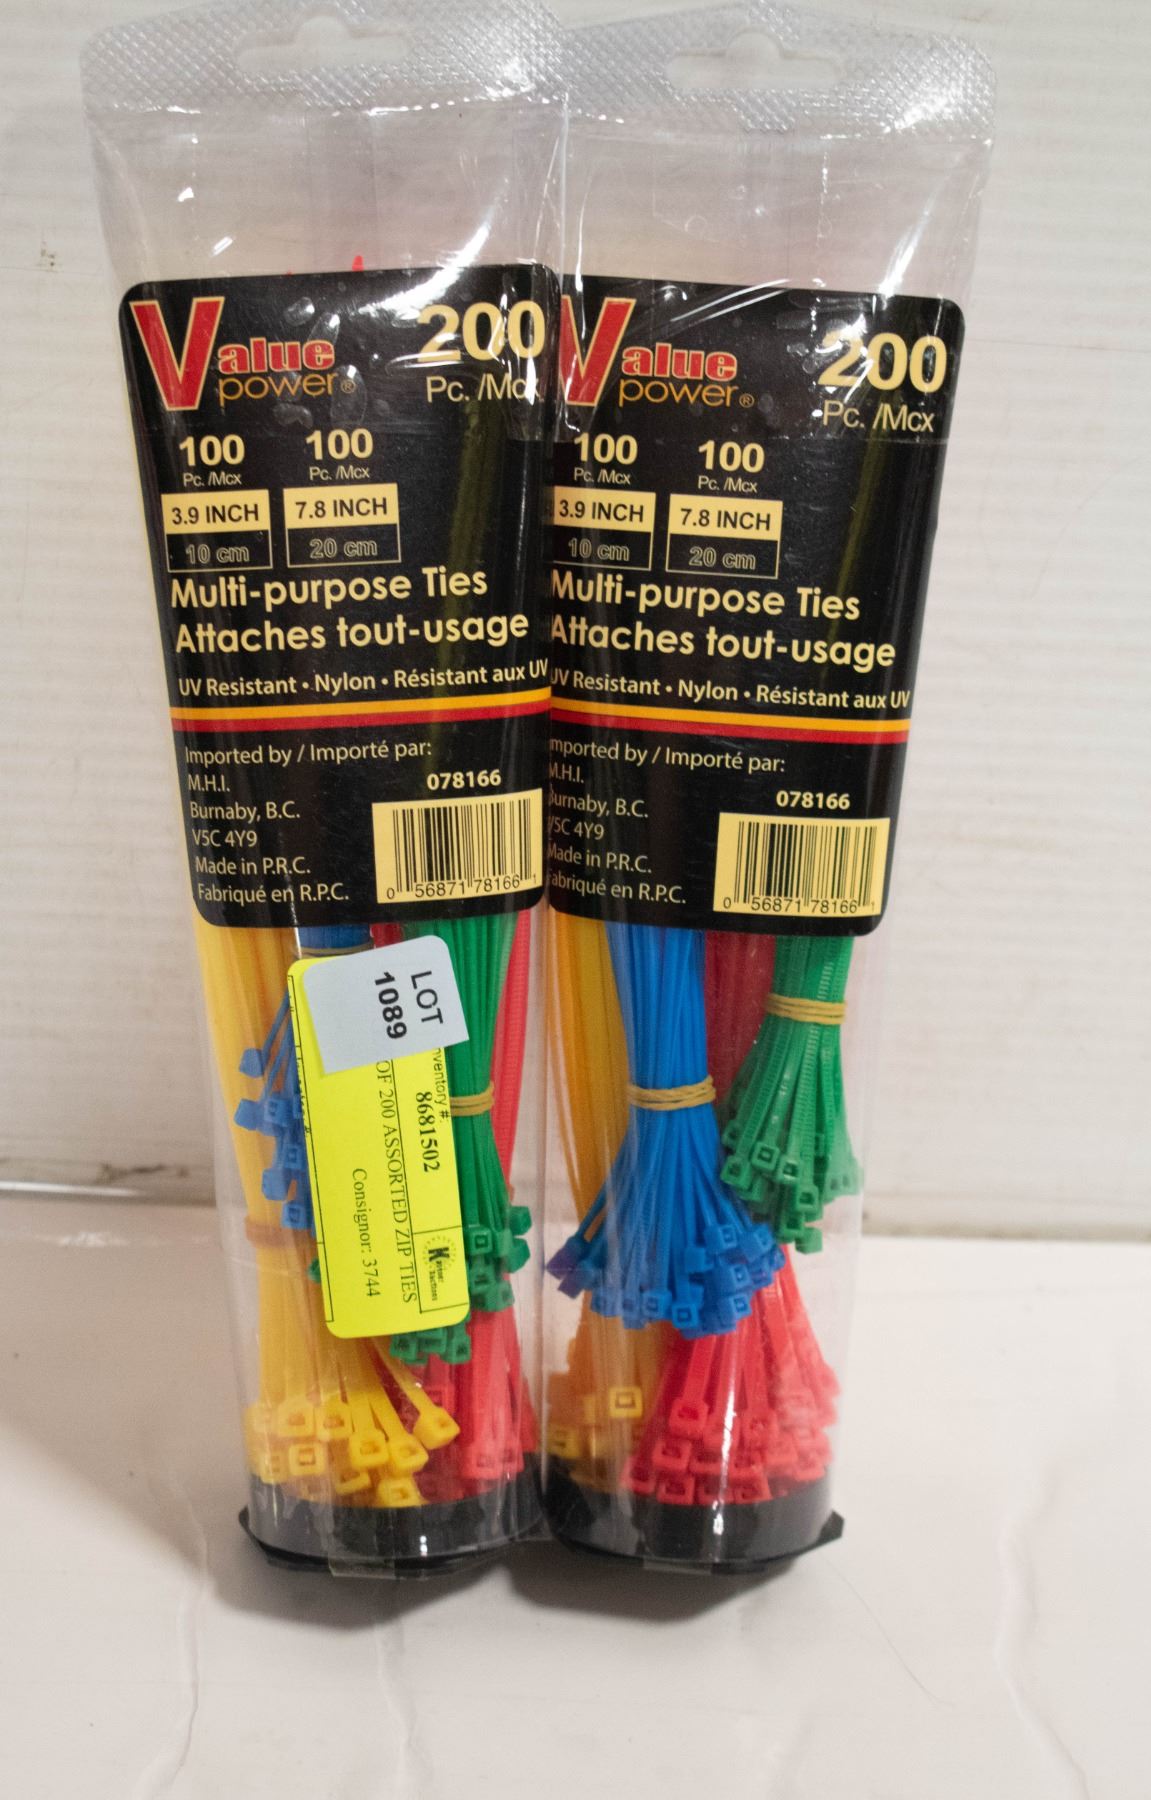 Value
power®
200
Pc. /Mcx
100
Pc. /Mcx
100
Pc. /Mcx
3.9 INCH
7.8 INCH
10 cm
20 cm
Multi-purpose Ties
Attaches tout-usage
UV Resistant • Nylon • Résistant aux UV
Imported by / Importé par:
M.H.I.
Burnaby, B.C.
V5C 4Y9
Made in P.R.C.
Fabriqué en R.P.C.
078166
0 56871 78166 1
LOT
1089
nventory #:
8681502
OF 200 ASSORTED ZIP TIES
Consignor: 3744
Value
power®
200
Pc. /Mcx
100
Pc. /Mcx
100
Pc. /Mcx
3.9 INCH
7.8 INCH
10 cm
20 cm
Multi-purpose Ties
Attaches tout-usage
UV Resistant • Nylon • Résistant aux UV
mported by / Importé par:
M.H.I.
Burnaby, B.C.
V5C 4Y9
Made in P.R.C.
Fabriqué en R.P.C.
078166
0 56871 78166 1